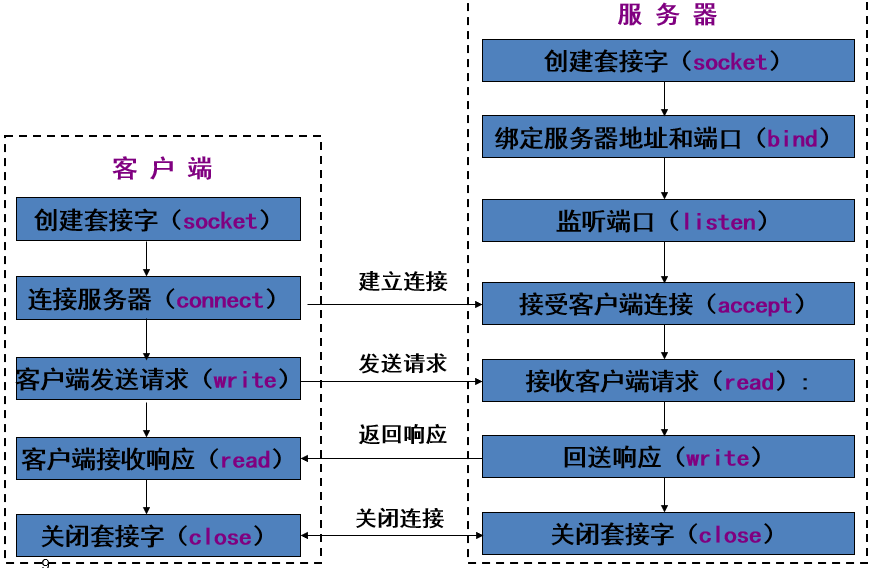 服 务 器
创建套接字（socket）
绑定服务器地址和端口（bind）
监听端口（listen）
接受客户端连接（accept）
接收客户端请求（read）:
回送响应（write）
关闭套接字（close）
客 户 端
创建套接字（socket）
连接服务器（connect）
客户端发送请求（write）
客户端接收响应（read）
关闭套接字（close）
建立连接
发送请求
返回响应
关闭连接
9